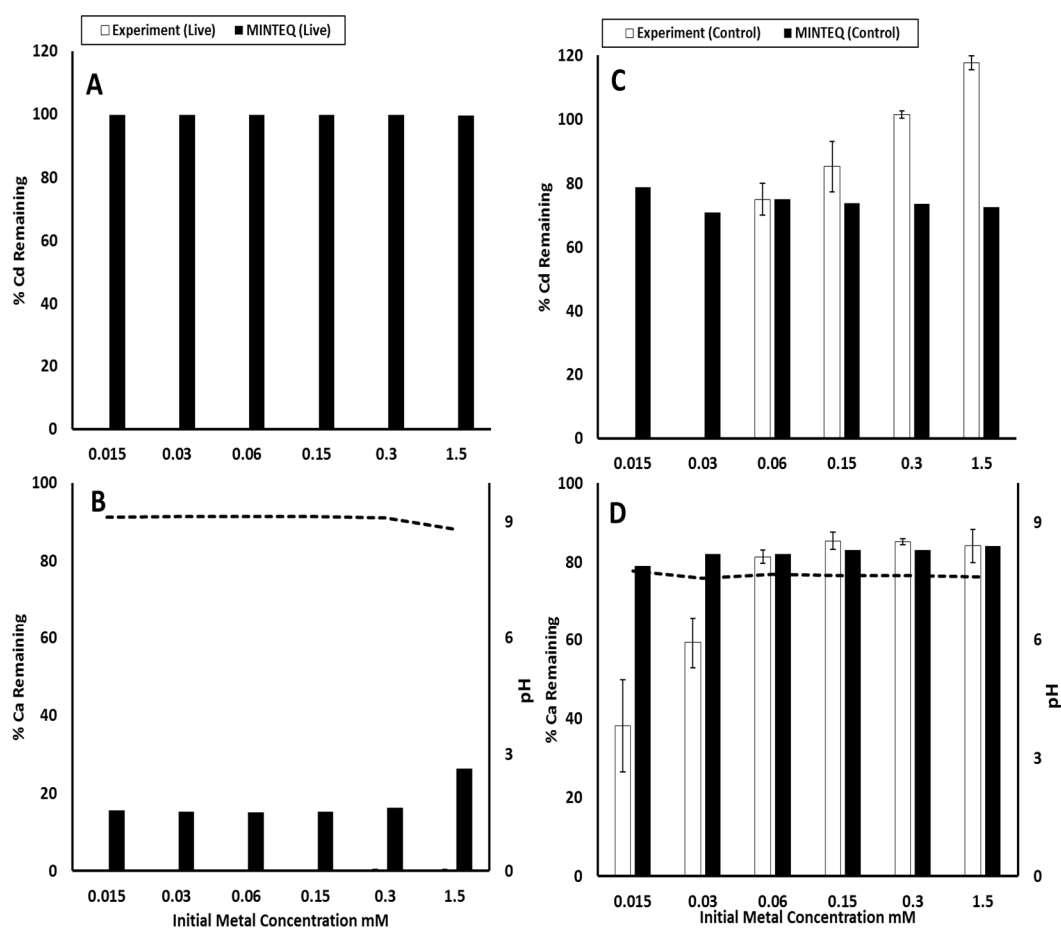 Experiment (Live) MINTEQ (Live)
A
% Cd Remaining
120
100
80
60
40
20
0
0.015 0.03 0.06 0.15 0.3 1.5
B
% Ca Remaining
100
80
60
40
20
0
9
6
3
0
pH
0.015 0.03 0.06 0.15 0.3 1.5
Initial Metal Concentration mM
Experiment (Control) MINTEQ (Control)
C
% Cd Remaining
120
100
80
60
40
20
0
0.015 0.03 0.06 0.15 0.3 1.5
D
% Ca Remaining
100
80
60
40
20
0
9
6
3
0
pH
0.015 0.03 0.06 0.15 0.3 1.5
Initial Metal Concentration mM